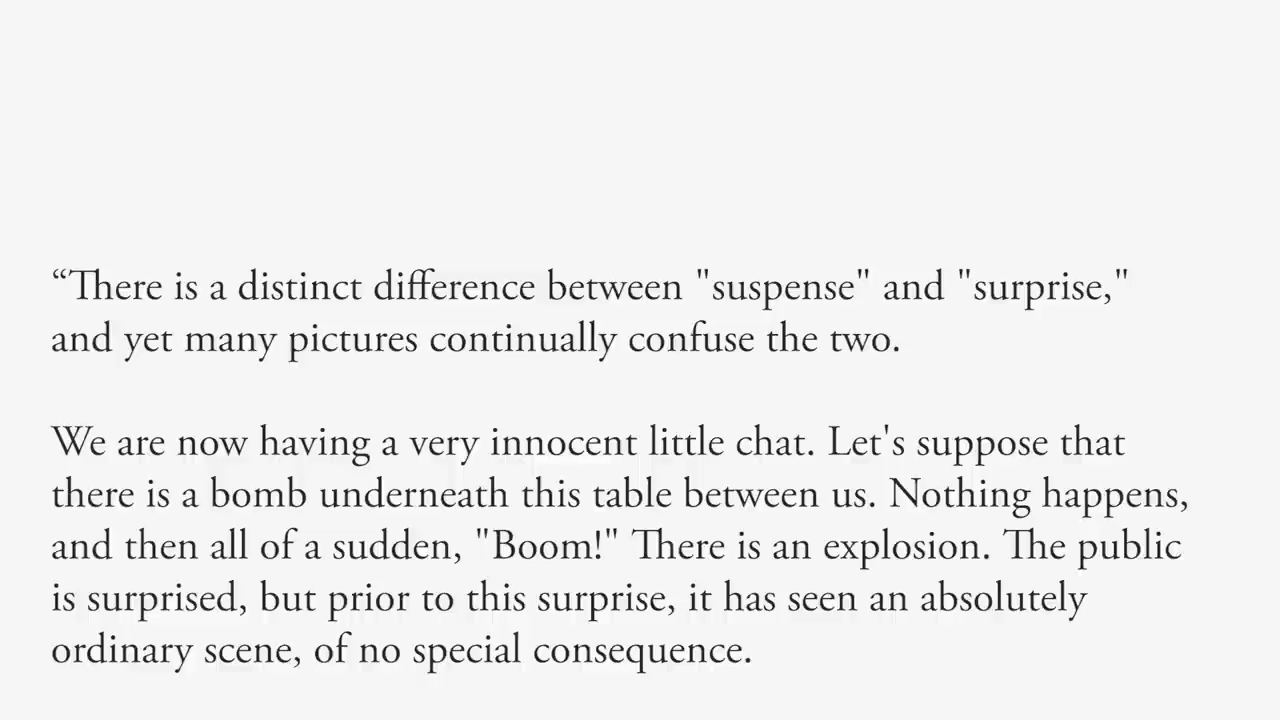 “There is a distinct difference between "suspense" and "surprise,"
and yet many pictures continually confuse the two.
We are now having a very innocent little chat. Let's suppose that
there is a bomb underneath this table between us. Nothing happens,
and then all of a sudden, "Boom!" There is an explosion. The public
is surprised, but prior to this surprise, it has seen an absolutely
ordinary scene, of no special consequence.